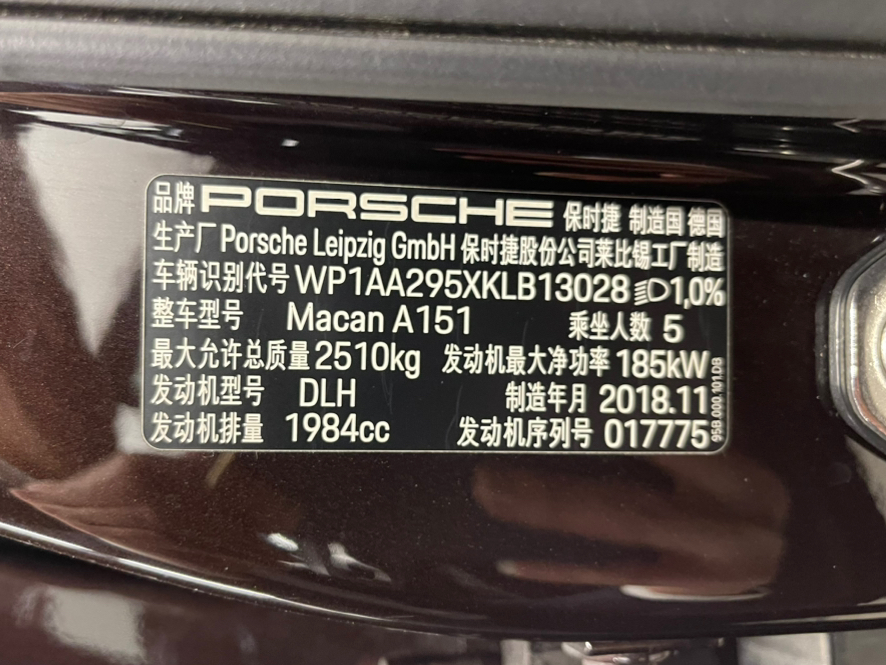 品牌 PORSCHE 保时捷 制造国 德国
生产厂 Porsche Leipzig GmbH 保时捷股份公司莱比锡工厂制造
车辆识别代号 WP1AA295XKLB13028 1,0%
整车型号 Macan A151 乘坐人数 5
最大允许总质量 2510kg 发动机最大净功率 185kW
发动机型号 DLH 制造年月 2018.11
发动机排量 1984cc 发动机序列号 017775
95B.000.101.DB